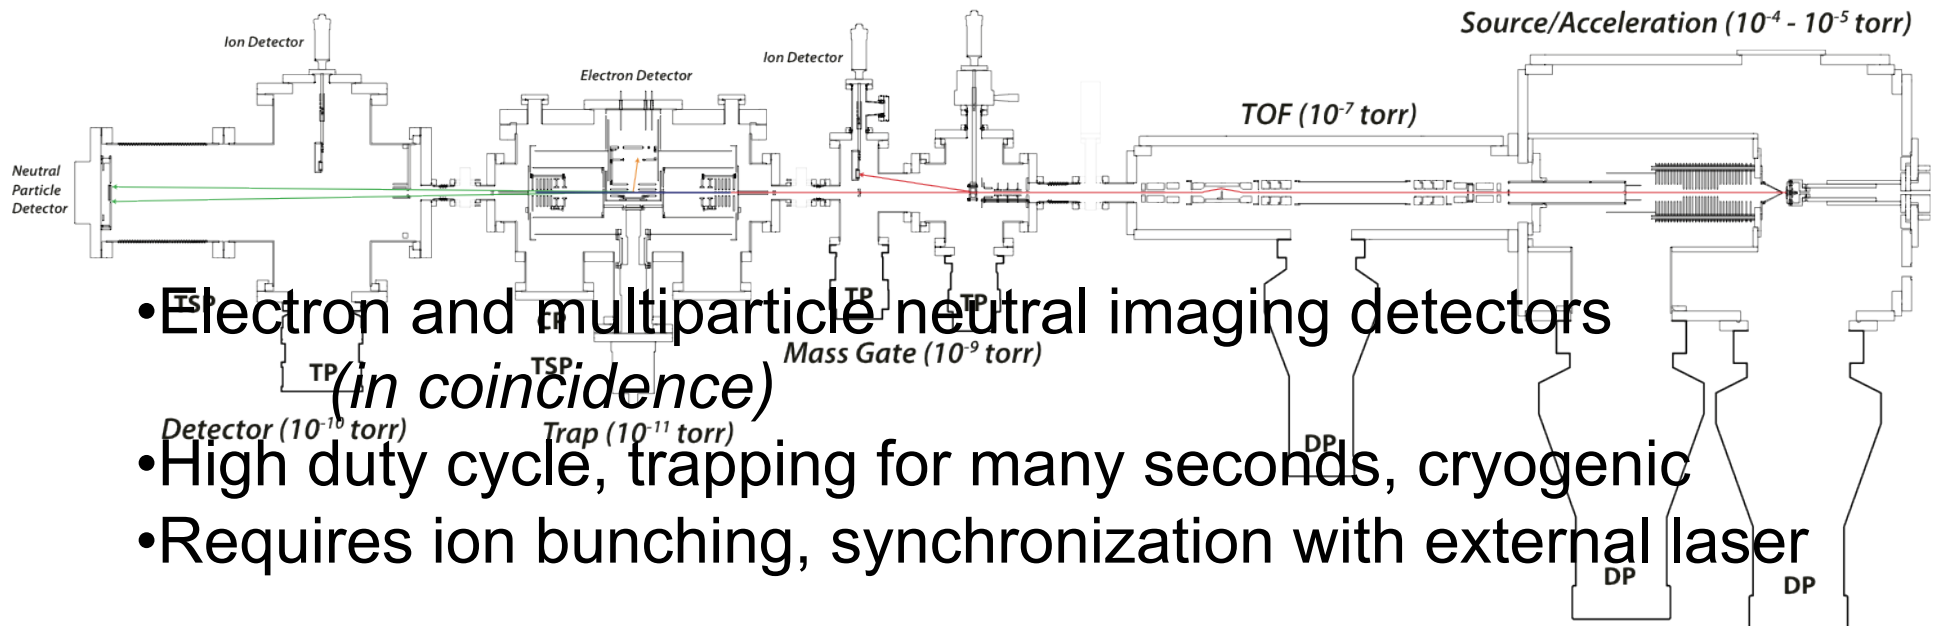 Source/Acceleration (10⁻⁴ - 10⁻⁵ torr)
Ion Detector
Electron Detector
Ion Detector
TOF (10⁻⁷ torr)
Neutral
Particle
Detector
TSP
CP
TP
TP
•Electron and multiparticle neutral imaging detectors
Mass Gate (10⁻⁹ torr)
TP
TSP
(in coincidence)
Detector (10⁻¹⁰ torr)
Trap (10⁻¹¹ torr)
DP
•High duty cycle, trapping for many seconds, cryogenic
•Requires ion bunching, synchronization with external laser
DP
DP